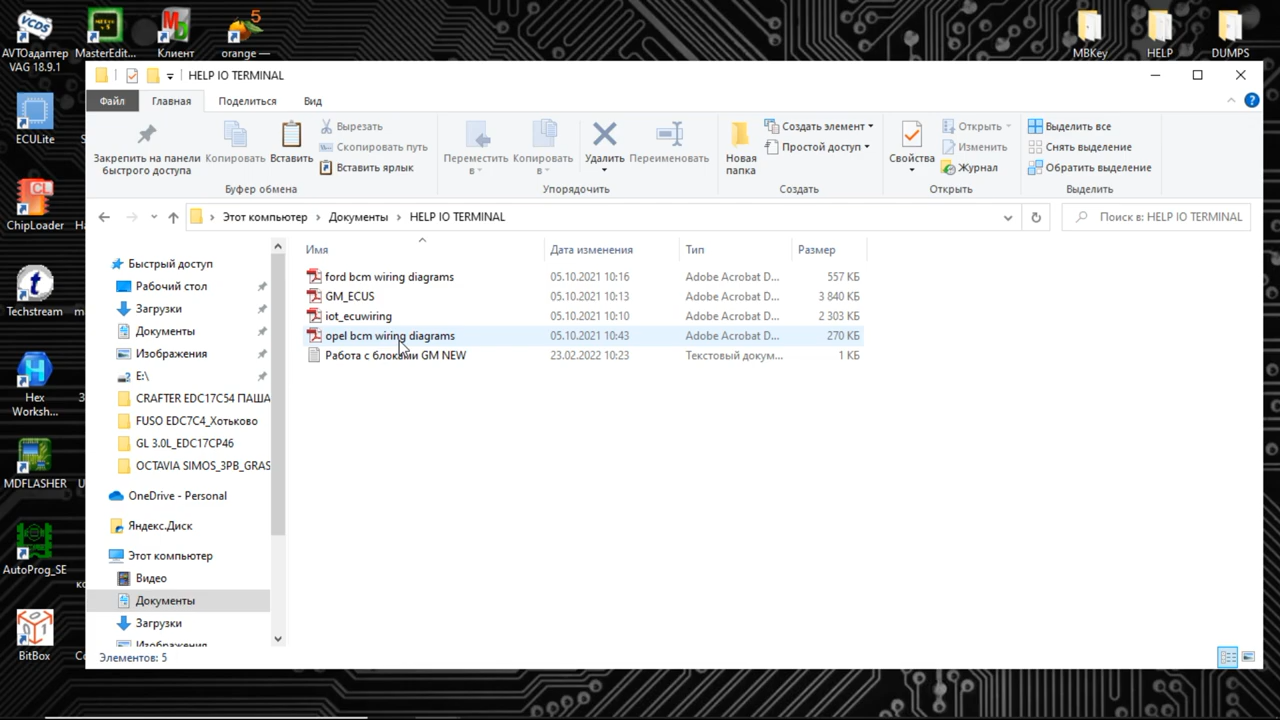 AVTOадаптер
VAG 18.9.1
MasterEdit...
Клиент
5
orange —
MBKey
HELP
DUMPS
VCDS
HELP IO TERMINAL
Файл
Главная
Поделиться
Вид
Закрепить на панели
быстрого доступа
Копировать
Вставить
Вырезать
Скопировать путь
Вставить ярлык
Буфер обмена
Переместить
в
Копировать
в
Удалить
Переименовать
Упорядочить
Новая
папка
Создать элемент
Простой доступ
Создать
Свойства
Открыть
Изменить
Журнал
Открыть
Выделить все
Снять выделение
Обратить выделение
Выделить
Этот компьютер
Документы
HELP IO TERMINAL
Поиск в: HELP IO TERMINAL
Имя
Дата изменения
Тип
Размер
ford bcm wiring diagrams 05.10.2021 10:16 Adobe Acrobat D... 557 КБ
GM_ECUS 05.10.2021 10:13 Adobe Acrobat D... 3 840 КБ
iot_ecuwiring 05.10.2021 10:10 Adobe Acrobat D... 2 303 КБ
opel bcm wiring diagrams 05.10.2021 10:43 Adobe Acrobat D... 270 КБ
Работа с блоками GM NEW 23.02.2022 10:23 Текстовый докум... 1 КБ
Быстрый доступ
Рабочий стол
Загрузки
Документы
Изображения
E:\
CRAFTER EDC17C54 ПАША
FUSO EDC7C4_Хотьково
GL 3.0L_EDC17CP46
OCTAVIA SIMOS_3PB_GRAS
OneDrive - Personal
Яндекс.Диск
Этот компьютер
Видео
Документы
Загрузки
Изображения
Элементов: 5
ECULite
CL
ChipLoader
Techstream
Hex
Worksh...
MDFLASHER
AutoProg_SE
BitBox